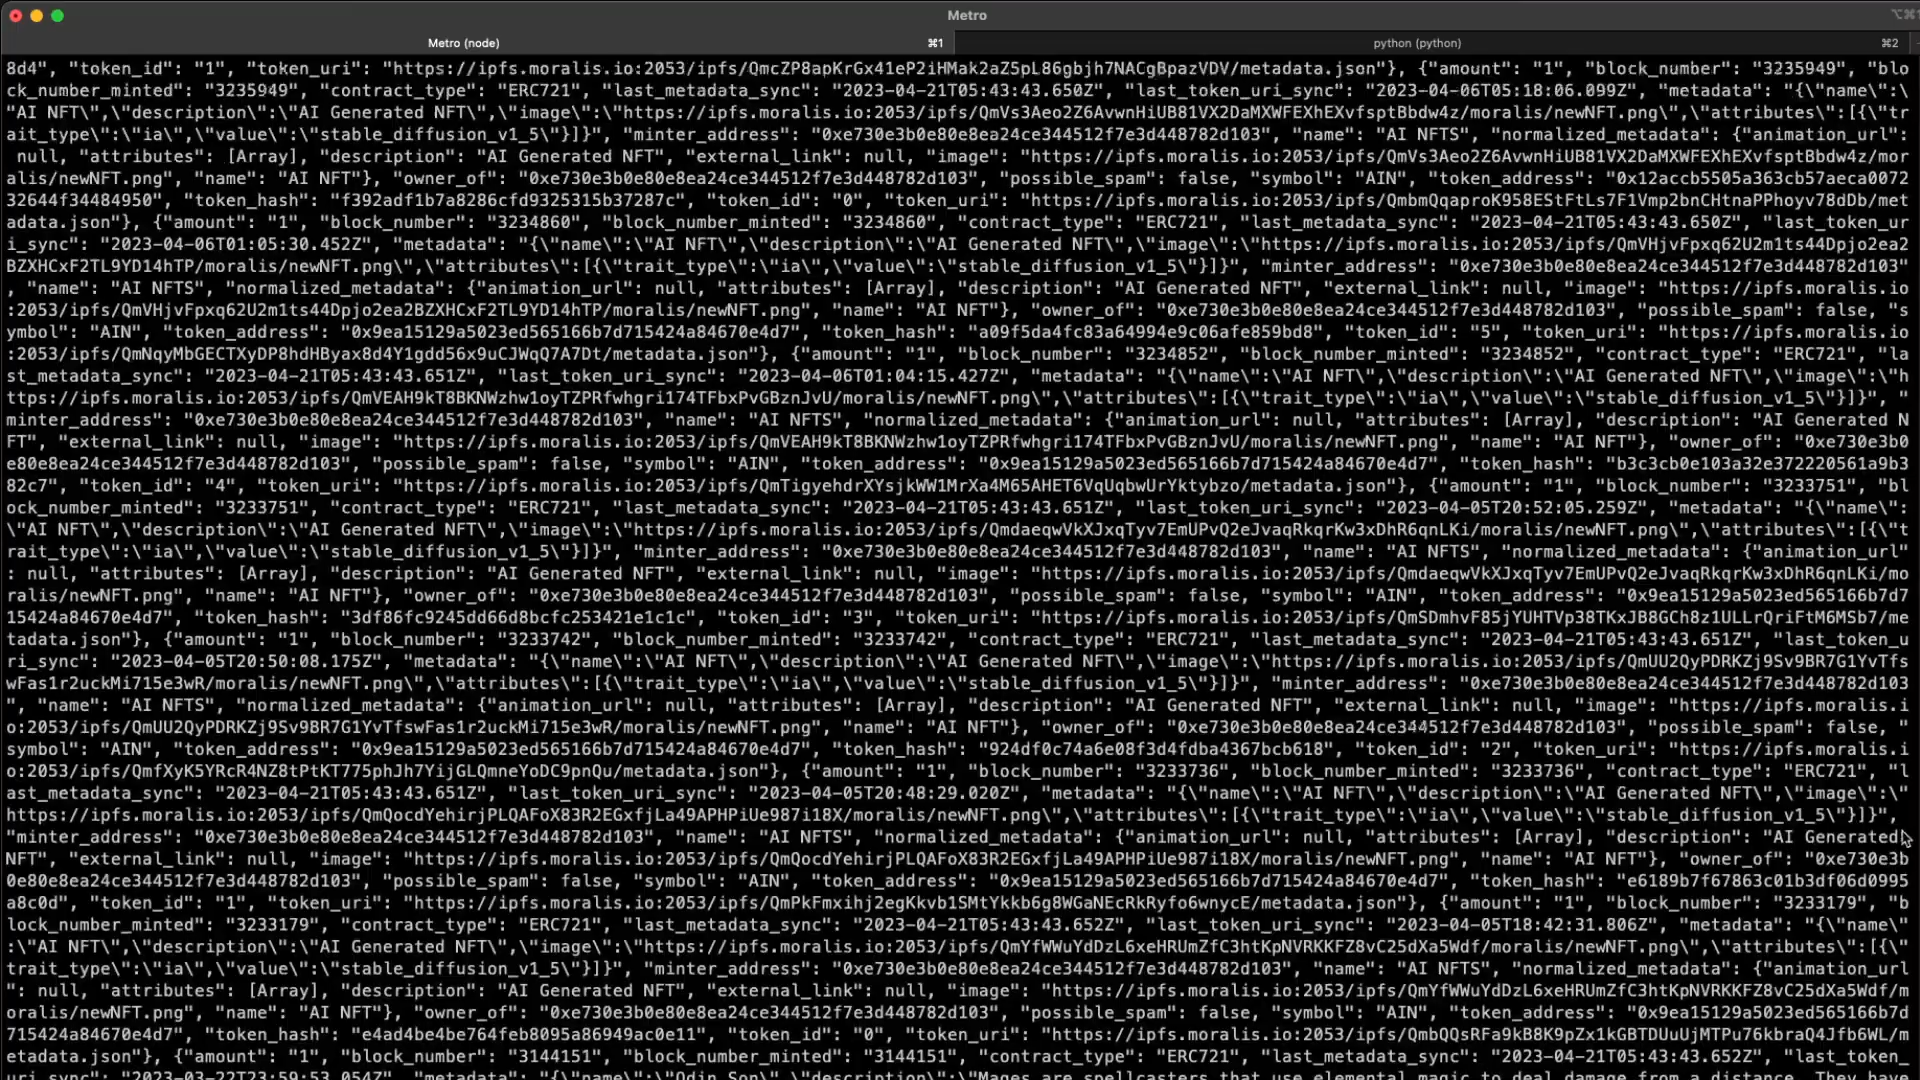 Metro
⌥⌘1
Metro (node)
⌘1
python (python)
⌘2
8d4", "token_id": "1", "token_uri": "https://ipfs.moralis.io:2053/ipfs/QmcZP8apKrGx41eP2iHMak2aZ5pL86gbjh7NACgBpazVDV/metadata.json"}, {"amount": "1", "block_number": "3235949", "blo
ck_number_minted": "3235949", "contract_type": "ERC721", "last_metadata_sync": "2023-04-21T05:43:43.650Z", "last_token_uri_sync": "2023-04-06T05:18:06.099Z", "metadata": "{\"name\":\
"AI NFT\",\"description\":\"AI Generated NFT\",\"image\":\"https://ipfs.moralis.io:2053/ipfs/QmVs3Aeo2Z6AvwnHiUB81VX2DaMXWFEXhEXvfsptBbdw4z/moralis/newNFT.png\",\"attributes\":[{\"tr
ait_type\":\"ia\",\"value\":\"stable_diffusion_v1_5\"}]}", "minter_address": "0xe730e3b0e80e8ea24ce344512f7e3d448782d103", "name": "AI NFTS", "normalized_metadata": {"animation_url":
 null, "attributes": [Array], "description": "AI Generated NFT", "external_link": null, "image": "https://ipfs.moralis.io:2053/ipfs/QmVs3Aeo2Z6AvwnHiUB81VX2DaMXWFEXhEXvfsptBbdw4z/mor
alis/newNFT.png", "name": "AI NFT"}, "owner_of": "0xe730e3b0e80e8ea24ce344512f7e3d448782d103", "possible_spam": false, "symbol": "AIN", "token_address": "0x12accb5505a363cb57aeca0072
32644f34484950", "token_hash": "f392adf1b7a8286cfd9325315b37287c", "token_id": "0", "token_uri": "https://ipfs.moralis.io:2053/ipfs/QmbmQqaproK958EStFtLs7F1Vmp2bnCHtnaPPhoyv78dDb/met
adata.json"}, {"amount": "1", "block_number": "3234860", "block_number_minted": "3234860", "contract_type": "ERC721", "last_metadata_sync": "2023-04-21T05:43:43.650Z", "last_token_ur
i_sync": "2023-04-06T01:05:30.452Z", "metadata": "{\"name\":\"AI NFT\",\"description\":\"AI Generated NFT\",\"image\":\"https://ipfs.moralis.io:2053/ipfs/QmVHjvFpxq62U2m1ts44Dpjo2ea2
BZXHCxF2TL9YD14hTP/moralis/newNFT.png\",\"attributes\":[{\"trait_type\":\"ia\",\"value\":\"stable_diffusion_v1_5\"}]}", "minter_address": "0xe730e3b0e80e8ea24ce344512f7e3d448782d103"
, "name": "AI NFTS", "normalized_metadata": {"animation_url": null, "attributes": [Array], "description": "AI Generated NFT", "external_link": null, "image": "https://ipfs.moralis.io
:2053/ipfs/QmVHjvFpxq62U2m1ts44Dpjo2ea2BZXHCxF2TL9YD14hTP/moralis/newNFT.png", "name": "AI NFT"}, "owner_of": "0xe730e3b0e80e8ea24ce344512f7e3d448782d103", "possible_spam": false, "s
ymbol": "AIN", "token_address": "0x9ea15129a5023ed565166b7d715424a84670e4d7", "token_hash": "a09f5da4fc83a64994e9c06afe859bd8", "token_id": "5", "token_uri": "https://ipfs.moralis.io
:2053/ipfs/QmNqyMbGECTXyDP8hdHByax8d4Y1gdd56x9uCJWqQ7A7Dt/metadata.json"}, {"amount": "1", "block_number": "3234852", "block_number_minted": "3234852", "contract_type": "ERC721", "la
st_metadata_sync": "2023-04-21T05:43:43.651Z", "last_token_uri_sync": "2023-04-06T01:04:15.427Z", "metadata": "{\"name\":\"AI NFT\",\"description\":\"AI Generated NFT\",\"image\":\"h
ttps://ipfs.moralis.io:2053/ipfs/QmVEAH9kT8BKNWzhw1oyTZPRfwhgri174TFbxPvGBznJvU/moralis/newNFT.png\",\"attributes\":[{\"trait_type\":\"ia\",\"value\":\"stable_diffusion_v1_5\"}]}", "
minter_address": "0xe730e3b0e80e8ea24ce344512f7e3d448782d103", "name": "AI NFTS", "normalized_metadata": {"animation_url": null, "attributes": [Array], "description": "AI Generated N
FT", "external_link": null, "image": "https://ipfs.moralis.io:2053/ipfs/QmVEAH9kT8BKNWzhw1oyTZPRfwhgri174TFbxPvGBznJvU/moralis/newNFT.png", "name": "AI NFT"}, "owner_of": "0xe730e3b0
e80e8ea24ce344512f7e3d448782d103", "possible_spam": false, "symbol": "AIN", "token_address": "0x9ea15129a5023ed565166b7d715424a84670e4d7", "token_hash": "b3c3cb0e103a32e372220561a9b3
82c7", "token_id": "4", "token_uri": "https://ipfs.moralis.io:2053/ipfs/QmTigyehdrXYsjkWW1MrXa4M65AHET6VqUqbwUrYktybzo/metadata.json"}, {"amount": "1", "block_number": "3233751", "bl
ock_number_minted": "3233751", "contract_type": "ERC721", "last_metadata_sync": "2023-04-21T05:43:43.651Z", "last_token_uri_sync": "2023-04-05T20:52:05.259Z", "metadata": "{\"name\":
\"AI NFT\",\"description\":\"AI Generated NFT\",\"image\":\"https://ipfs.moralis.io:2053/ipfs/QmdaeqwVkXJxqTyv7EmUPvQ2eJvaqRkqrKw3xDhR6qnLKi/moralis/newNFT.png\",\"attributes\":[{\"t
rait_type\":\"ia\",\"value\":\"stable_diffusion_v1_5\"}]}", "minter_address": "0xe730e3b0e80e8ea24ce344512f7e3d448782d103", "name": "AI NFTS", "normalized_metadata": {"animation_url"
: null, "attributes": [Array], "description": "AI Generated NFT", "external_link": null, "image": "https://ipfs.moralis.io:2053/ipfs/QmdaeqwVkXJxqTyv7EmUPvQ2eJvaqRkqrKw3xDhR6qnLKi/mo
ralis/newNFT.png", "name": "AI NFT"}, "owner_of": "0xe730e3b0e80e8ea24ce344512f7e3d448782d103", "possible_spam": false, "symbol": "AIN", "token_address": "0x9ea15129a5023ed565166b7d7
15424a84670e4d7", "token_hash": "3df86fc9245dd66d8bcfc253421e1c1c", "token_id": "3", "token_uri": "https://ipfs.moralis.io:2053/ipfs/QmSDmhvF85jYUHTVp38TKxJB8GCh8z1ULLrQriFtM6MSb7/me
tadata.json"}, {"amount": "1", "block_number": "3233742", "block_number_minted": "3233742", "contract_type": "ERC721", "last_metadata_sync": "2023-04-21T05:43:43.651Z", "last_token_u
ri_sync": "2023-04-05T20:50:08.175Z", "metadata": "{\"name\":\"AI NFT\",\"description\":\"AI Generated NFT\",\"image\":\"https://ipfs.moralis.io:2053/ipfs/QmUU2QyPDRKZj9Sv9BR7G1YvTfs
wFas1r2uckMi715e3wR/moralis/newNFT.png\",\"attributes\":[{\"trait_type\":\"ia\",\"value\":\"stable_diffusion_v1_5\"}]}", "minter_address": "0xe730e3b0e80e8ea24ce344512f7e3d448782d103
", "name": "AI NFTS", "normalized_metadata": {"animation_url": null, "attributes": [Array], "description": "AI Generated NFT", "external_link": null, "image": "https://ipfs.moralis.i
o:2053/ipfs/QmUU2QyPDRKZj9Sv9BR7G1YvTfswFas1r2uckMi715e3wR/moralis/newNFT.png", "name": "AI NFT"}, "owner_of": "0xe730e3b0e80e8ea24ce344512f7e3d448782d103", "possible_spam": false, "
symbol": "AIN", "token_address": "0x9ea15129a5023ed565166b7d715424a84670e4d7", "token_hash": "924df0c74a6e08f3d4fdba4367bcb618", "token_id": "2", "token_uri": "https://ipfs.moralis.i
o:2053/ipfs/QmfXyK5YRcR4NZ8tPtKT775phJh7YijGLQmneYoDC9pnQu/metadata.json"}, {"amount": "1", "block_number": "3233736", "block_number_minted": "3233736", "contract_type": "ERC721", "l
ast_metadata_sync": "2023-04-21T05:43:43.651Z", "last_token_uri_sync": "2023-04-05T20:48:29.020Z", "metadata": "{\"name\":\"AI NFT\",\"description\":\"AI Generated NFT\",\"image\":\"
https://ipfs.moralis.io:2053/ipfs/QmQocdYehirjPLQAFoX83R2EGxfjLa49APHPiUe987i18X/moralis/newNFT.png\",\"attributes\":[{\"trait_type\":\"ia\",\"value\":\"stable_diffusion_v1_5\"}]}",
"minter_address": "0xe730e3b0e80e8ea24ce344512f7e3d448782d103", "name": "AI NFTS", "normalized_metadata": {"animation_url": null, "attributes": [Array], "description": "AI Generated
NFT", "external_link": null, "image": "https://ipfs.moralis.io:2053/ipfs/QmQocdYehirjPLQAFoX83R2EGxfjLa49APHPiUe987i18X/moralis/newNFT.png", "name": "AI NFT"}, "owner_of": "0xe730e3b
0e80e8ea24ce344512f7e3d448782d103", "possible_spam": false, "symbol": "AIN", "token_address": "0x9ea15129a5023ed565166b7d715424a84670e4d7", "token_hash": "e6189b7f67863c01b3df06d0995
a8c0d", "token_id": "1", "token_uri": "https://ipfs.moralis.io:2053/ipfs/QmPkFmxihj2egKkvb1SMtYkkb6g8WGaNEcRkRyfo6wnycE/metadata.json"}, {"amount": "1", "block_number": "3233179", "b
lock_number_minted": "3233179", "contract_type": "ERC721", "last_metadata_sync": "2023-04-21T05:43:43.652Z", "last_token_uri_sync": "2023-04-05T18:42:31.806Z", "metadata": "{\"name\"
:\"AI NFT\",\"description\":\"AI Generated NFT\",\"image\":\"https://ipfs.moralis.io:2053/ipfs/QmYfWWuYdDzL6xeHRUmZfC3htKpNVRKKFZ8vC25dXa5Wdf/moralis/newNFT.png\",\"attributes\":[{\"
trait_type\":\"ia\",\"value\":\"stable_diffusion_v1_5\"}]}", "minter_address": "0xe730e3b0e80e8ea24ce344512f7e3d448782d103", "name": "AI NFTS", "normalized_metadata": {"animation_url
": null, "attributes": [Array], "description": "AI Generated NFT", "external_link": null, "image": "https://ipfs.moralis.io:2053/ipfs/QmYfWWuYdDzL6xeHRUmZfC3htKpNVRKKFZ8vC25dXa5Wdf/m
oralis/newNFT.png", "name": "AI NFT"}, "owner_of": "0xe730e3b0e80e8ea24ce344512f7e3d448782d103", "possible_spam": false, "symbol": "AIN", "token_address": "0x9ea15129a5023ed565166b7d
715424a84670e4d7", "token_hash": "e4ad4be4be764feb8095a86949ac0e11", "token_id": "0", "token_uri": "https://ipfs.moralis.io:2053/ipfs/QmbQQsRFa9kB8K9pZx1kGBTDUuUjMTPu76kbraQ4Jfb6WL/m
etadata.json"}, {"amount": "1", "block_number": "3144151", "block_number_minted": "3144151", "contract_type": "ERC721", "last_metadata_sync": "2023-04-21T05:43:43.652Z", "last_token_
uri_sync": "2023-03-22T23:59:53.054Z", "metadata": "{\"name\":\"Odin Son\",\"description\":\"Mages are spellcasters that use elemental magic to deal damage from a distance. They have